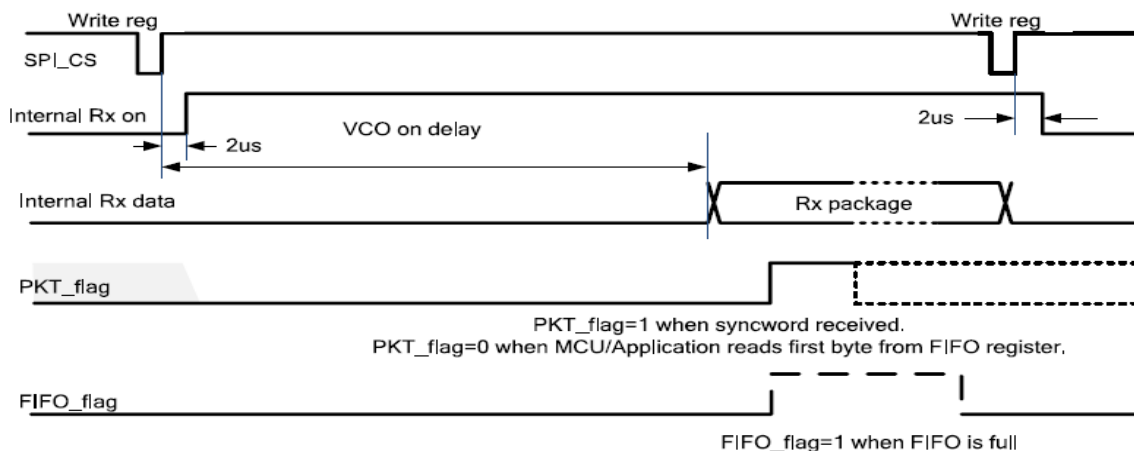 Write reg
Write reg
SPI_CS
Internal Rx on
2us
VCO on delay
2us
Internal Rx data
Rx package
PKT_flag
PKT_flag=1 when syncword received.
PKT_flag=0 when MCU/Application reads first byte from FIFO register,
FIFO_flag
FIFO_flag=1 when FIFO is full